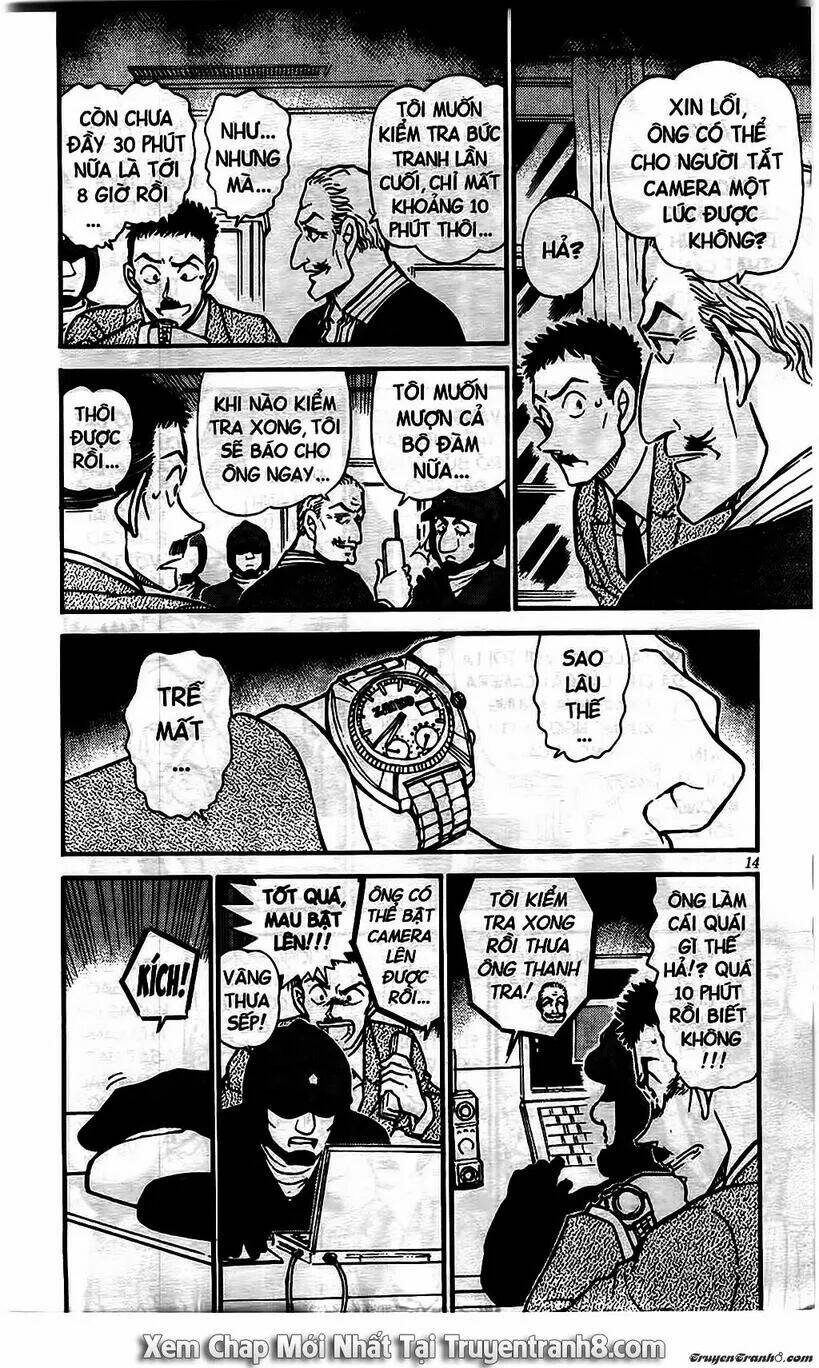 XIN LỖI,
ÔNG CÓ THỂ
CHO NGƯỜI TẮT
CAMERA MỘT
LÚC ĐƯỢC
KHÔNG?
HẢ?
TÔI MUỐN
KIỂM TRA BỨC
TRANH LẦN
CUỐI, CHỈ MẤT
KHOẢNG 10
PHÚT THÔI...
NHƯ...
NHƯNG
MÀ...
CÒN CHƯA
ĐẦY 30 PHÚT
NỮA LÀ TỚI
8 GIỜ RỒI
...
TÔI MUỐN
MƯỢN CẢ
BỘ ĐÀM
NỮA...
KHI NÀO KIỂM
TRA XONG, TÔI
SẼ BÁO CHO
ÔNG NGAY...
THÔI
ĐƯỢC
RỒI...
SAO
LÂU
THẾ
...
TRỄ
MẤT
...
14
ÔNG LÀM
CÁI QUÁI
GÌ THẾ
HẢ!? QUÁ
10 PHÚT
RỒI BIẾT
KHÔNG
!!!
TÔI KIỂM
TRA XONG
RỒI THƯA
ÔNG THANH
TRA!
ÔNG CÓ
THỂ BẬT
CAMERA
LÊN
ĐƯỢC
RỒI...
TỐT QUÁ,
MAU BẬT
LÊN!!!
VÂNG
THƯA
SẾP!
KÍCH!
Xem Chap Mới Nhất Tại Truyentranh8.com
TruyenTranh8.com